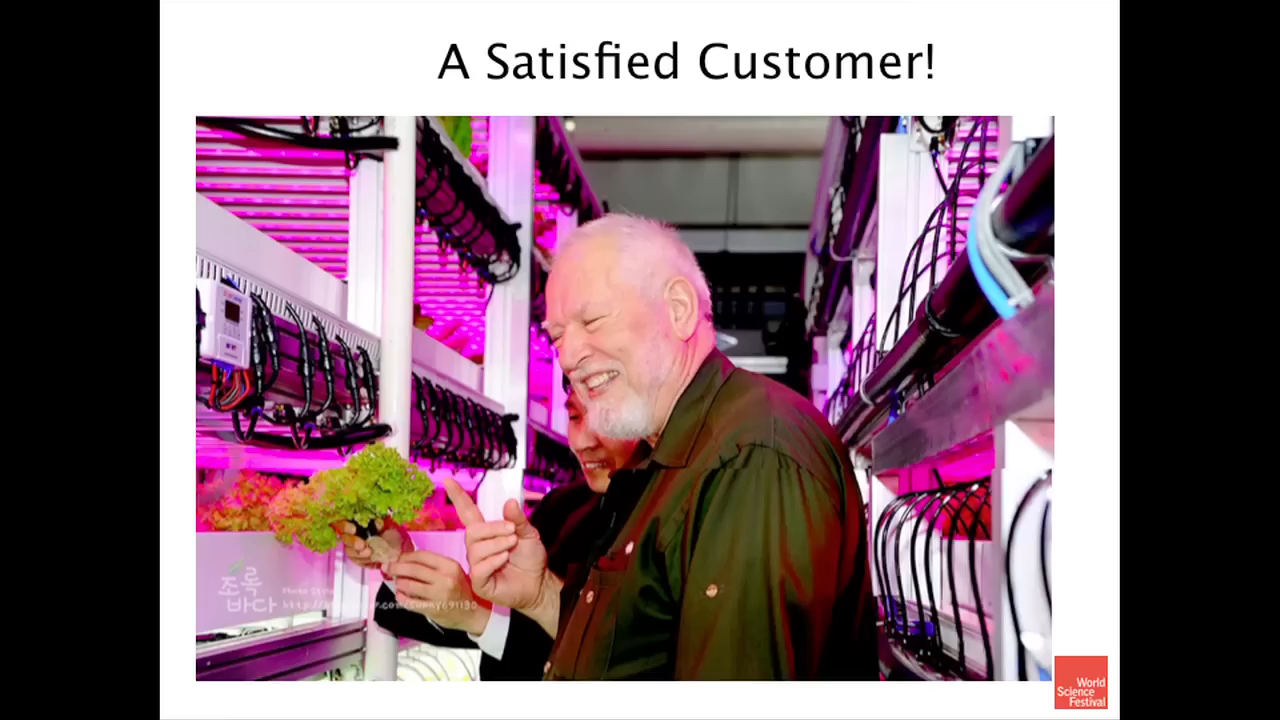 A Satisfied Customer!
초록
바다
World
Science
Festival